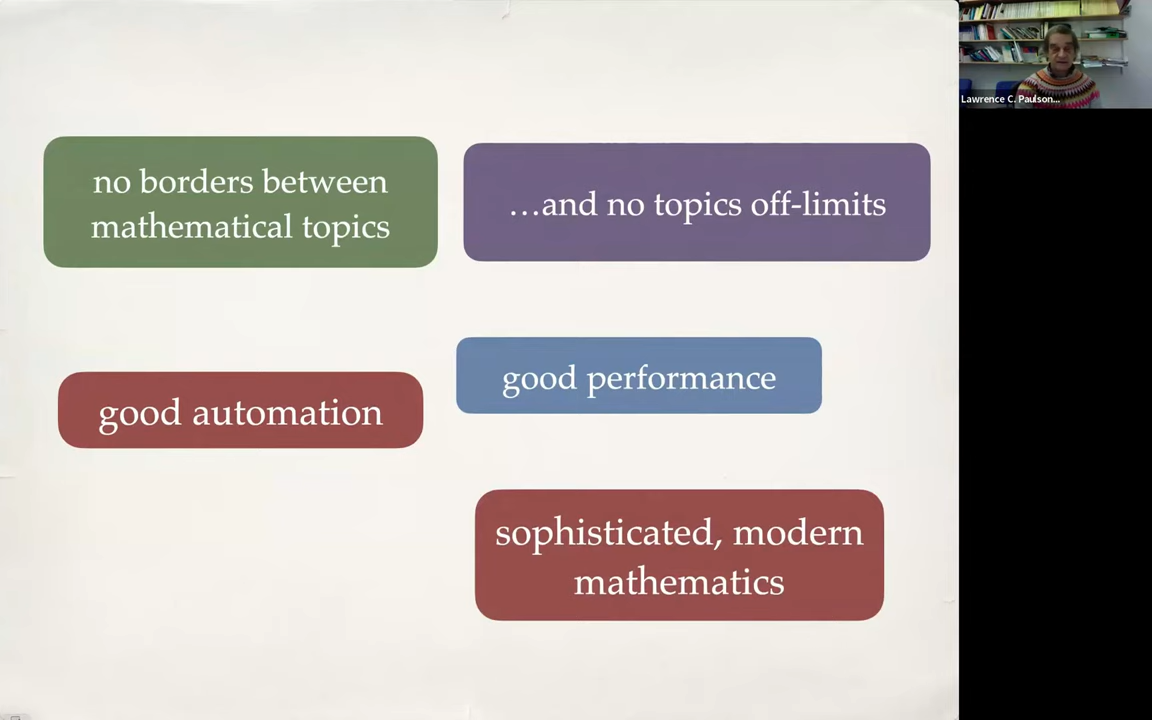 no borders between
mathematical topics
…and no topics off-limits
good automation
good performance
sophisticated, modern
mathematics
Lawrence C. Paulson...